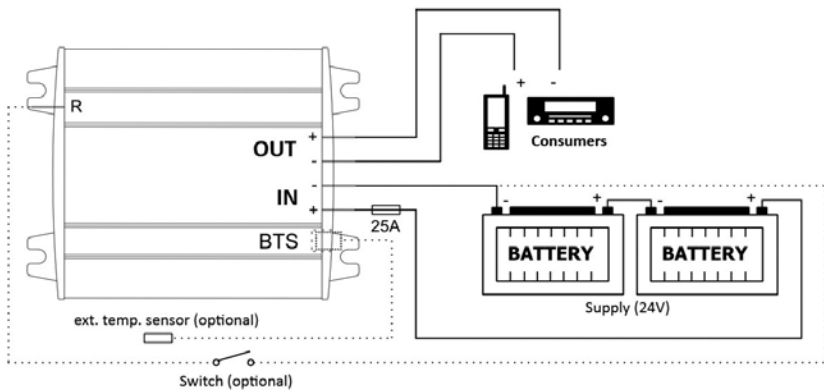 + -
Consumers
R
OUT
+
-
IN
-
+
25A
BTS
- + - +
BATTERY BATTERY
Supply (24V)
ext. temp. sensor (optional)
Switch (optional)